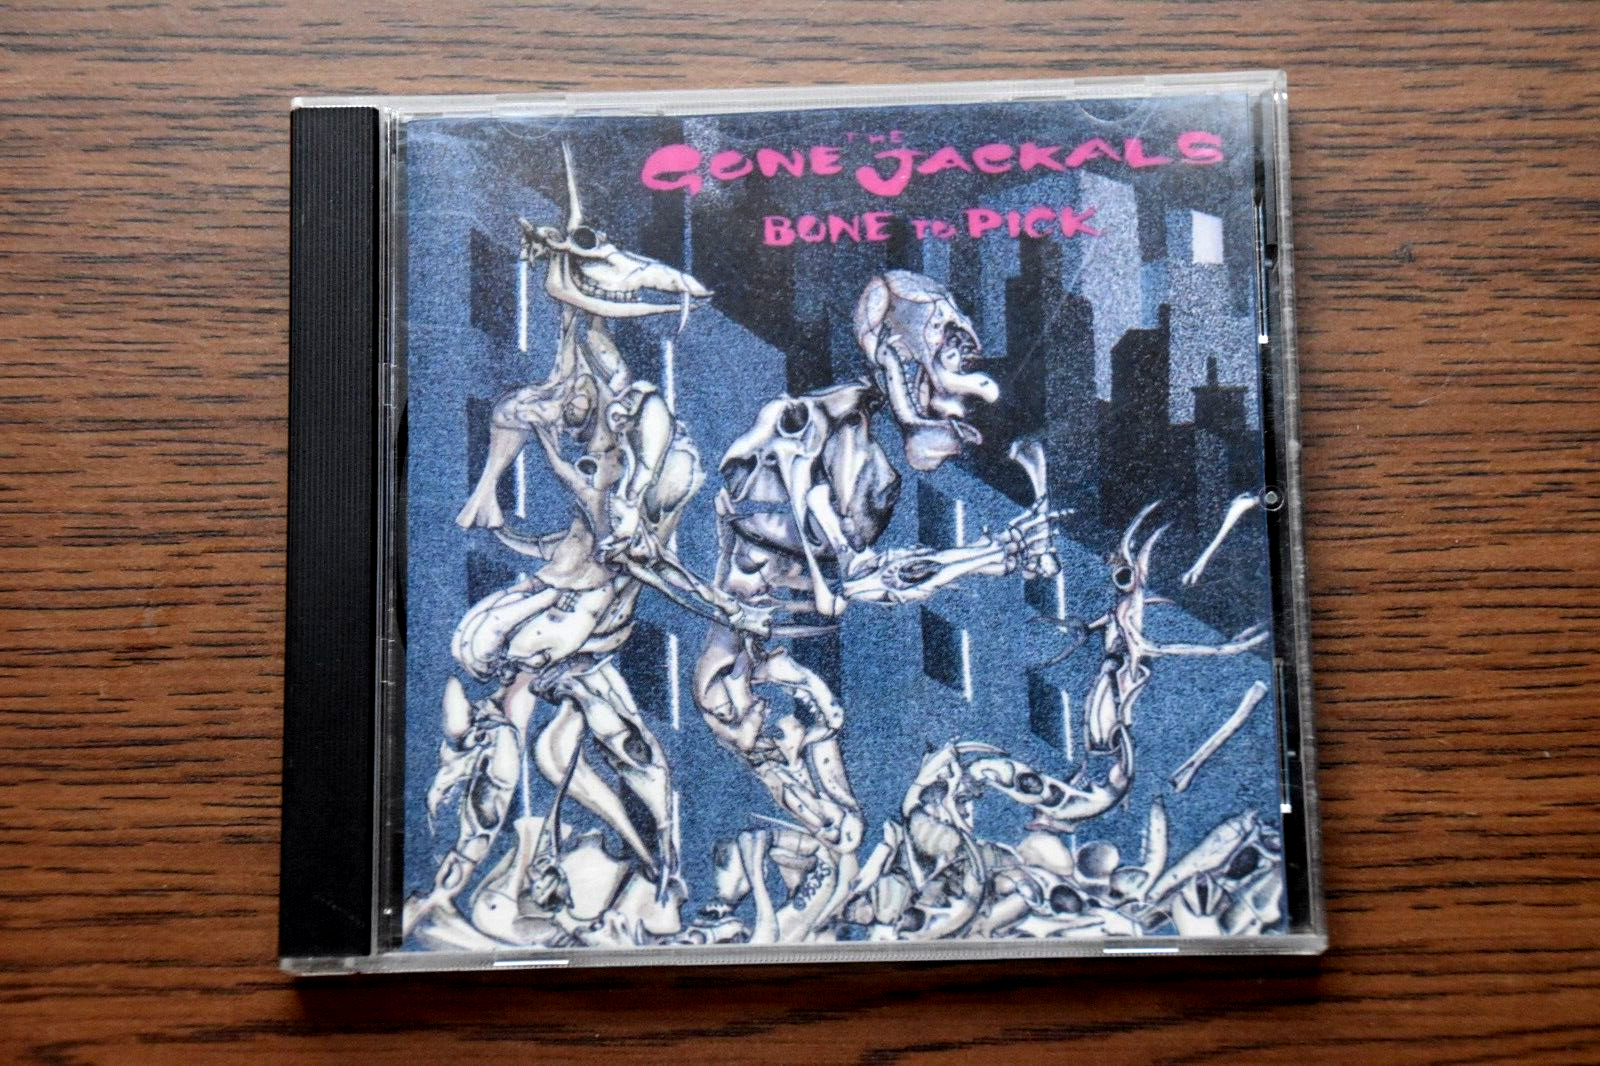 THE
GONE JACKALS
BONE TO PICK